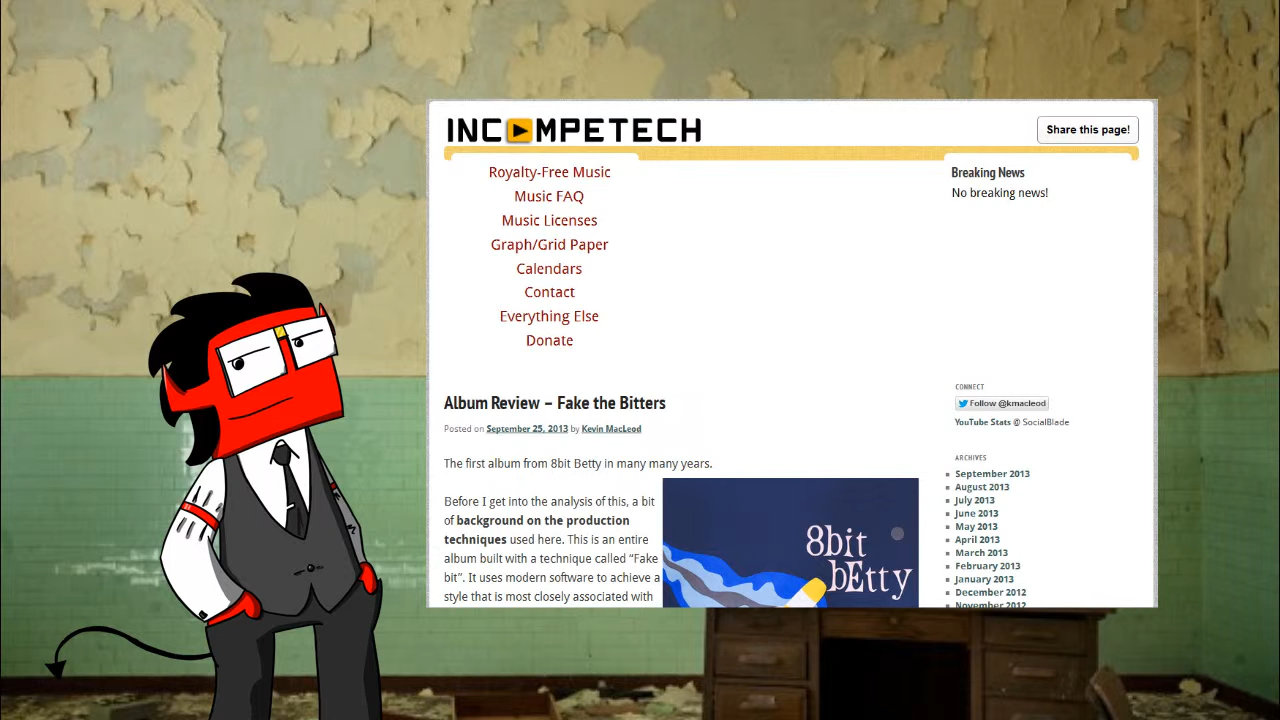 INCOMPETECH
Share this page!
Royalty-Free Music
Music FAQ
Music Licenses
Graph/Grid Paper
Calendars
Contact
Everything Else
Donate
Breaking News
No breaking news!
Album Review – Fake the Bitters
Posted on September 25, 2013 by Kevin MacLeod
The first album from 8bit Betty in many many years.
Before I get into the analysis of this, a bit
of background on the production
techniques used here. This is an entire
album built with a technique called “Fake
bit”. It uses modern software to achieve a
style that is most closely associated with
8bit
bEtty
CONNECT
Follow @kmacleod
YouTube Stats @ SocialBlade
ARCHIVES
September 2013
August 2013
July 2013
June 2013
May 2013
April 2013
March 2013
February 2013
January 2013
December 2012
November 2012